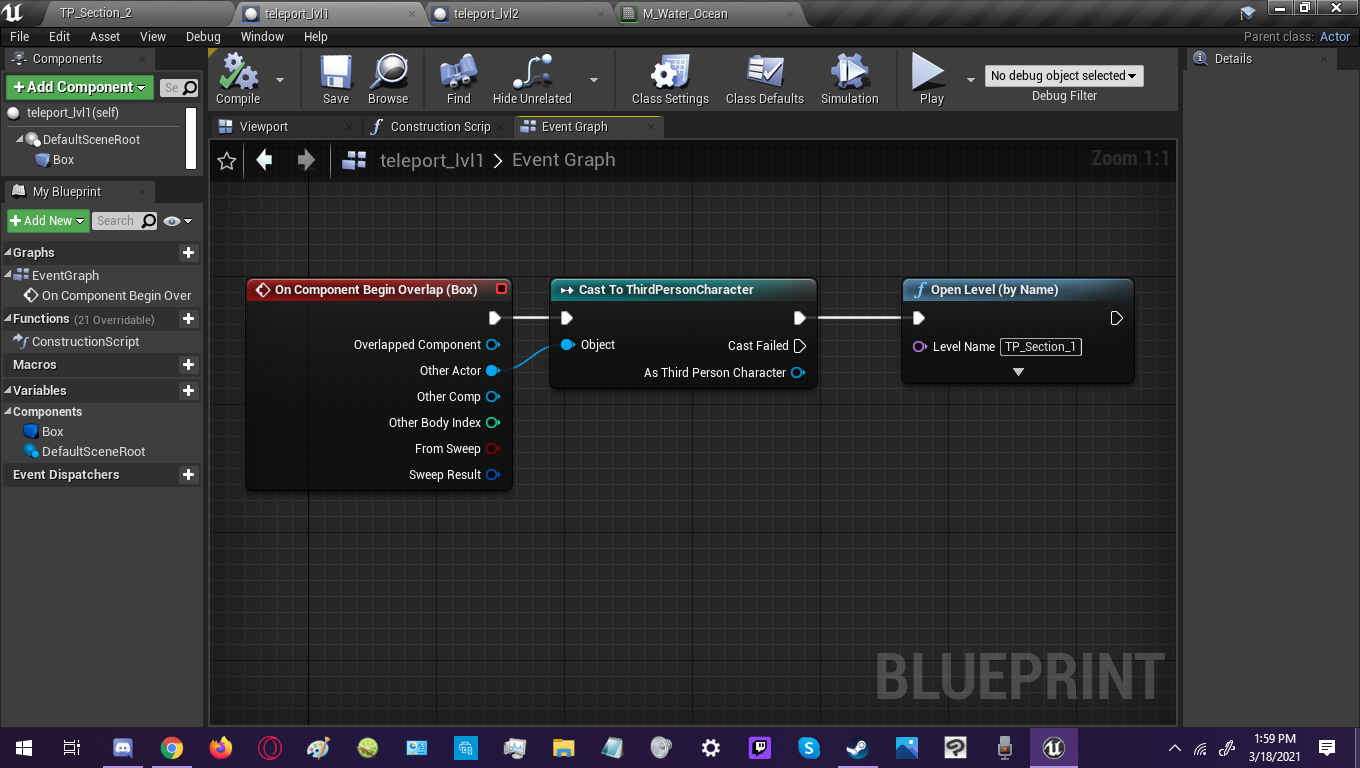 TP_Section_2
teleport_lvl1
teleport_lvl2
M_Water_Ocean
File Edit Asset View Debug Window Help
Parent class: Actor
Components
+Add Component
Se
teleport_lvl1(self)
DefaultSceneRoot
Box
My Blueprint
+Add New
Search
Graphs
EventGraph
On Component Begin Over
Functions (21 Overridable)
ConstructionScript
Macros
Variables
Components
Box
DefaultSceneRoot
Event Dispatchers
Compile
Save
Browse
Find
Hide Unrelated
Class Settings
Class Defaults
Simulation
Play
No debug object selected
Debug Filter
Viewport
Construction Scrip
Event Graph
teleport_lvl1 > Event Graph
Zoom 1:1
On Component Begin Overlap (Box)
Overlapped Component
Other Actor
Other Comp
Other Body Index
From Sweep
Sweep Result
Cast To ThirdPersonCharacter
Object
Cast Failed
As Third Person Character
Open Level (by Name)
Level Name TP_Section_1
BLUEPRINT
Details
1:59 PM
3/18/2021